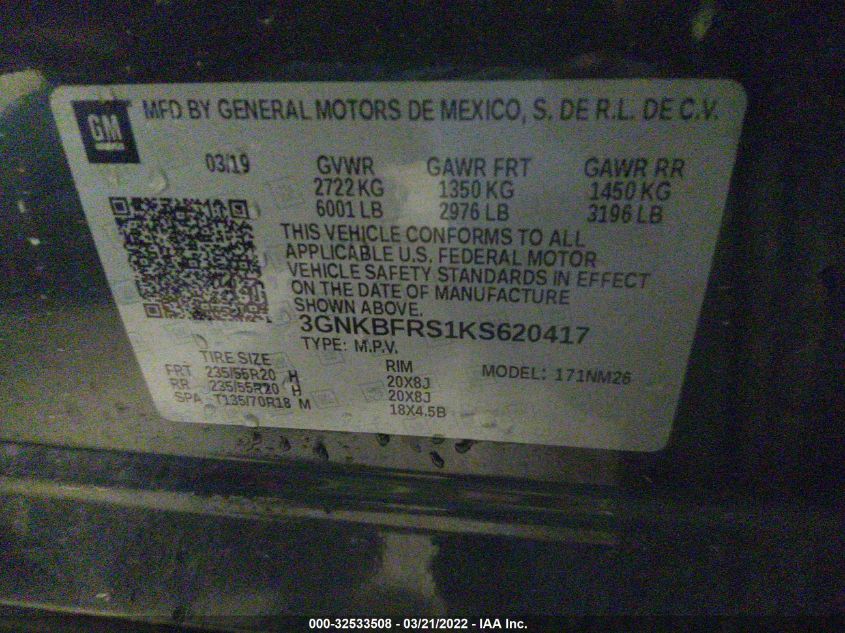 GM
MFD BY GENERAL MOTORS DE MEXICO, S. DE R.L. DE C.V.
03/19 GVWR GAWR FRT GAWR RR
2722 KG 1350 KG 1450 KG
6001 LB 2976 LB 3196 LB
THIS VEHICLE CONFORMS TO ALL
APPLICABLE U.S. FEDERAL MOTOR
VEHICLE SAFETY STANDARDS IN EFFECT
ON THE DATE OF MANUFACTURE
SHOWN ABOVE.
3GNKBFRS1KS620417
TYPE: M.P.V.
TIRE SIZE RIM MODEL: 171NM26
FRT 235/55R20 H 20X8J
RR 235/55R20 H 20X8J
SPA T135/70R18 M 18X4.5B
000-32533508 - 03/21/2022 - IAA Inc.